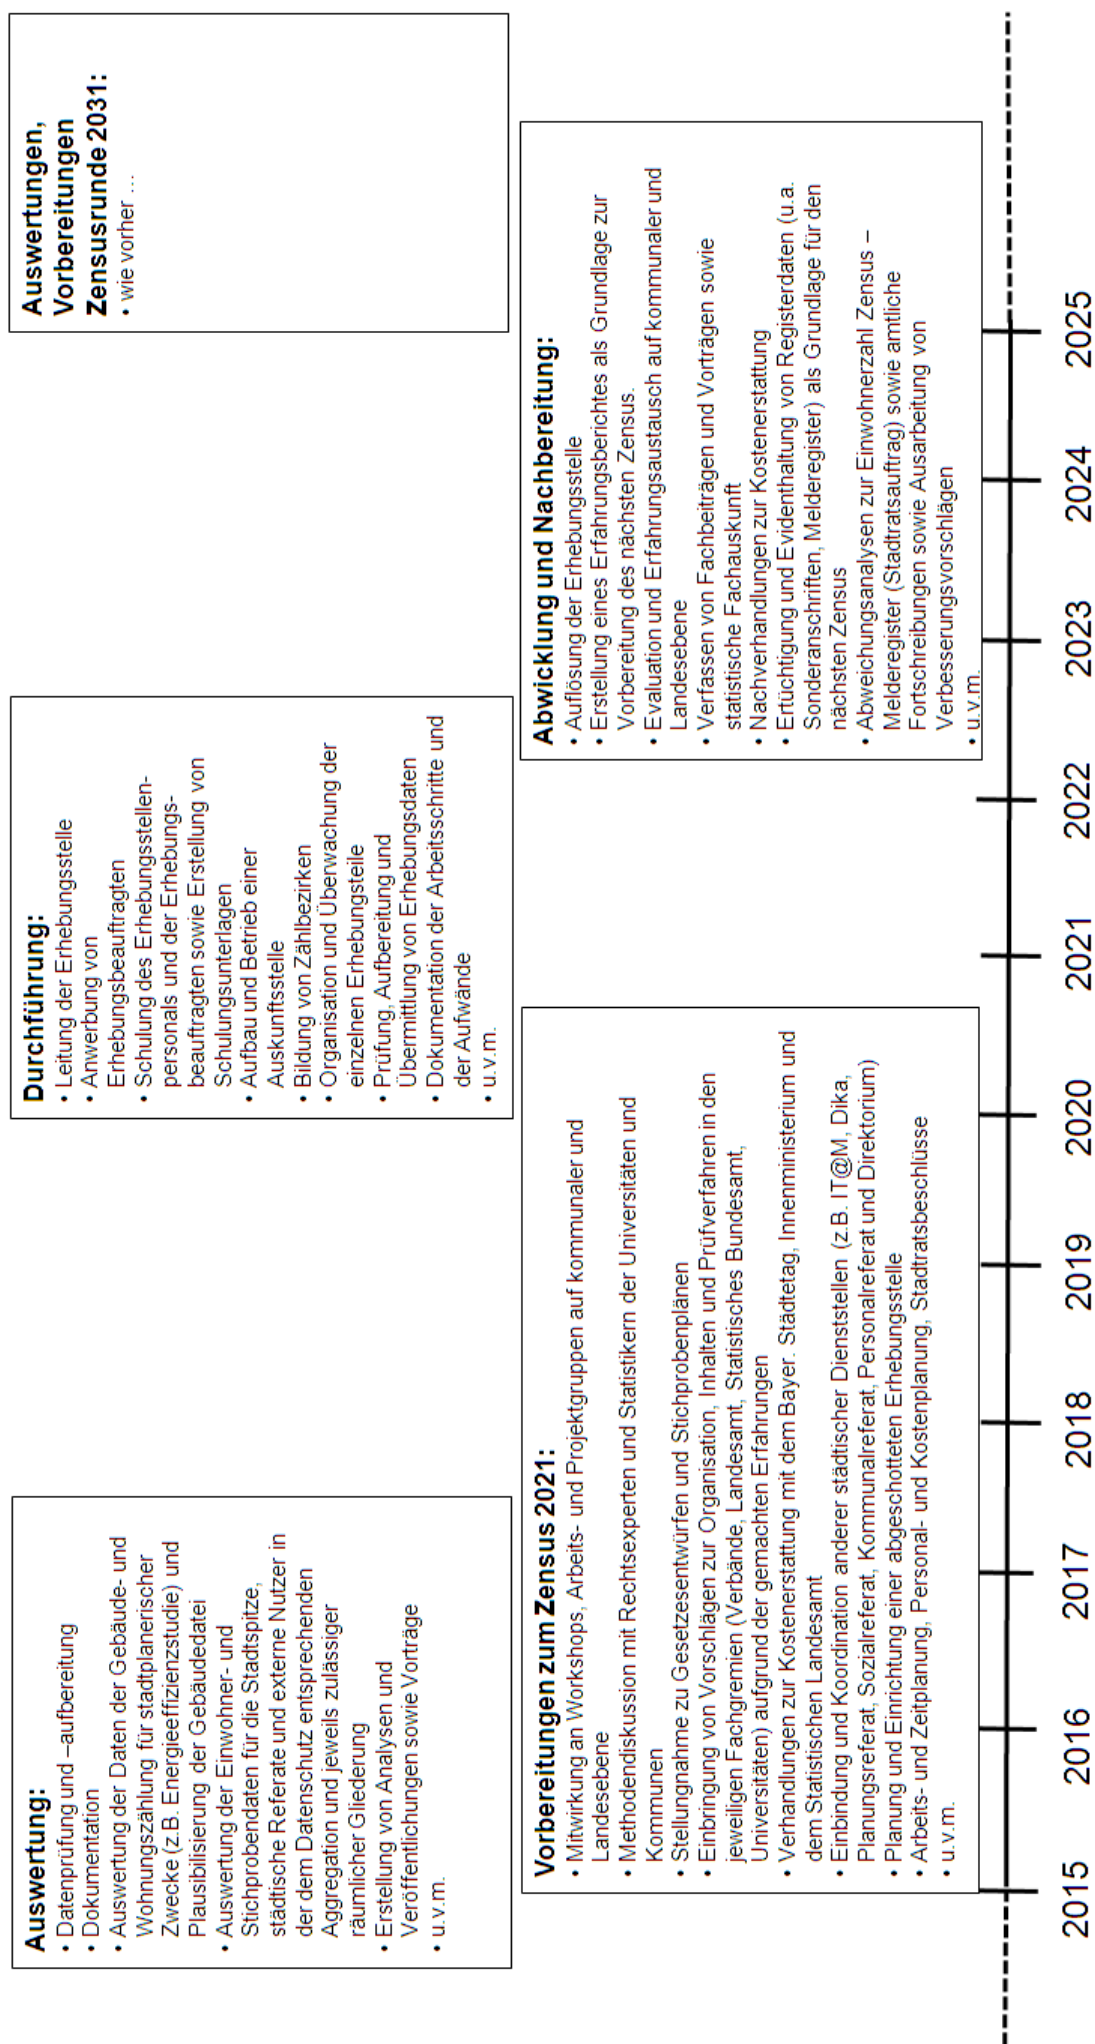 Auswertung:
• Datenprüfung und –aufbereitung
• Dokumentation
• Auswertung der Daten der Gebäude- und
Wohnungszählung für stadtplanerischer
Zwecke (z.B. Energieeffizienzstudie) und
Plausibilisierung der Gebäudedatei
• Auswertung der Einwohner- und
Stichprobendaten für die Stadtspitze,
städtische Referate und externe Nutzer in
der dem Datenschutz entsprechenden
Aggregation und jeweils zulässiger
räumlicher Gliederung
• Erstellung von Analysen und
Veröffentlichungen sowie Vorträge
• u.v.m.
Durchführung:
• Leitung der Erhebungsstelle
• Anwerbung von
Erhebungsbeauftragten
• Schulung des Erhebungsstellen-
personals und der Erhebungs-
beauftragten sowie Erstellung von
Schulungsunterlagen
• Aufbau und Betrieb einer
Auskunftsstelle
• Bildung von Zählbezirken
• Organisation und Überwachung der
einzelnen Erhebungsteile
• Prüfung, Aufbereitung und
Übermittlung von Erhebungsdaten
• Dokumentation der Arbeitsschritte und
der Aufwände
• u.v.m.
Auswertungen,
Vorbereitungen
Zensusrunde 2031:
• wie vorher ...
Vorbereitungen zum Zensus 2021:
• Mitwirkung an Workshops, Arbeits- und Projektgruppen auf kommunaler und
Landesebene
• Methodendiskussion mit Rechtsexperten und Statistikern der Universitäten und
Kommunen
• Stellungnahme zu Gesetzesentwürfen und Stichprobenplänen
• Einbringung von Vorschlägen zur Organisation, Inhalten und Prüfverfahren in den
jeweiligen Fachgremien (Verbände, Landesamt, Statistisches Bundesamt,
Universitäten) aufgrund der gemachten Erfahrungen
• Verhandlungen zur Kostenerstattung mit dem Bayer. Städtetag, Innenministerium und
dem Statistischen Landesamt
• Einbindung und Koordination anderer städtischer Dienststellen (z.B. IT@M, Dika,
Planungsreferat, Sozialreferat, Kommunalreferat, Personalreferat und Direktorium)
• Planung und Einrichtung einer abgeschotteten Erhebungsstelle
• Arbeits- und Zeitplanung, Personal- und Kostenplanung, Stadtratsbeschlüsse
• u.v.m.
Abwicklung und Nachbereitung:
• Auflösung der Erhebungsstelle
• Erstellung eines Erfahrungsberichtes als Grundlage zur
Vorbereitung des nächsten Zensus.
• Evaluation und Erfahrungsaustausch auf kommunaler und
Landesebene
• Verfassen von Fachbeiträgen und Vorträgen sowie
statistische Fachauskunft
• Nachverhandlungen zur Kostenerstattung
• Ertüchtigung und Evidenthaltung von Registerdaten (u.a.
Sonderanschriften, Melderegister) als Grundlage für den
nächsten Zensus
• Abweichungsanalysen zur Einwohnerzahl Zensus –
Melderegister (Stadtratsauftrag) sowie amtliche
Fortschreibungen sowie Ausarbeitung von
Verbesserungsvorschlägen
• u.v.m.
2015 2016 2017 2018 2019 2020 2021 2022 2023 2024 2025